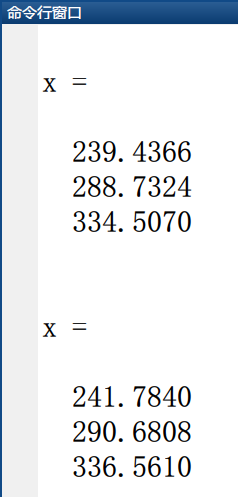 命令行窗口
x =
239.4366
288.7324
334.5070
x =
241.7840
290.6808
336.5610